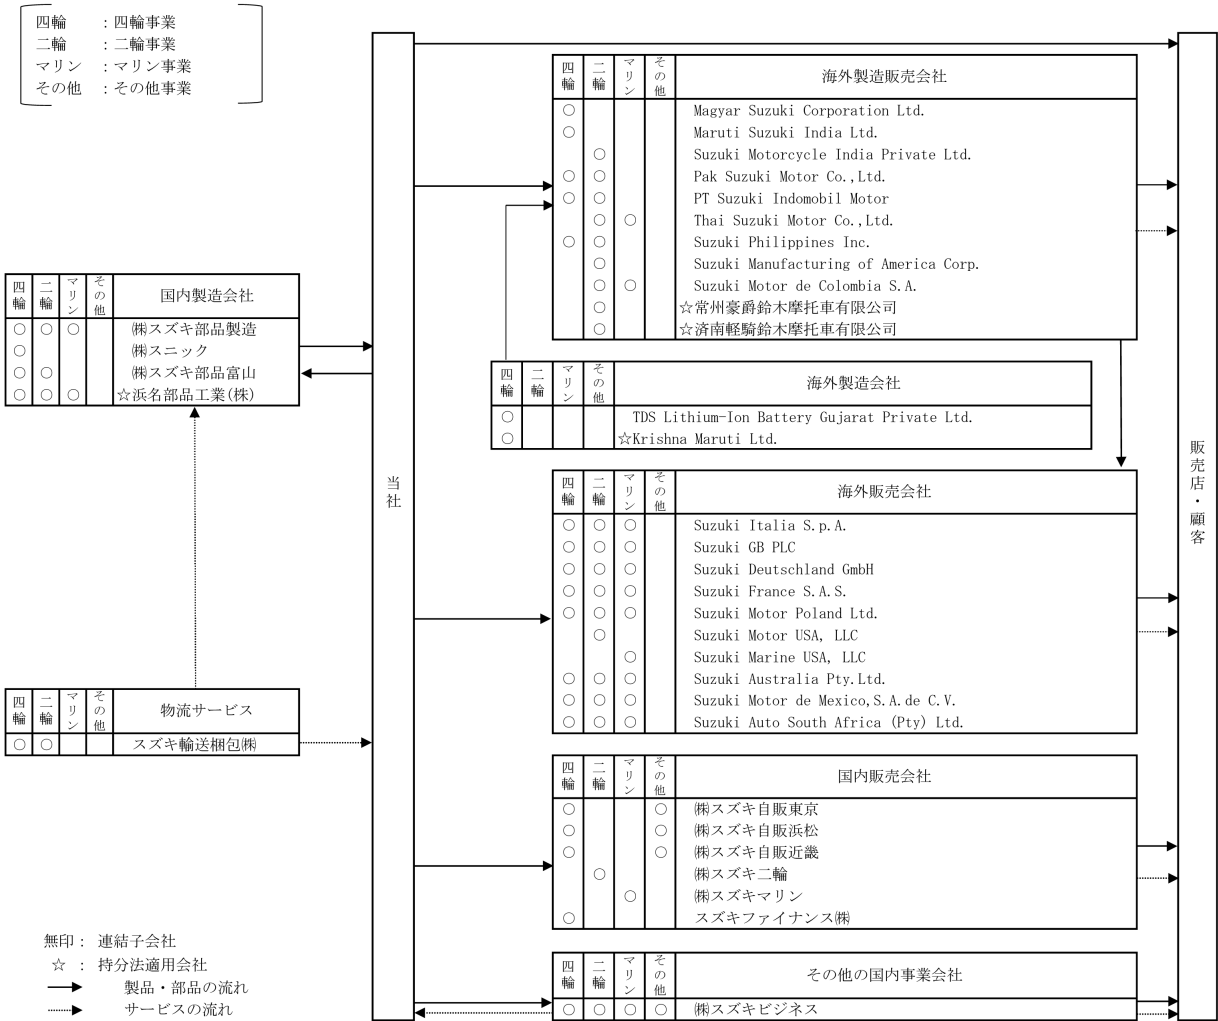 四輪 : 四輪事業
二輪 : 二輪事業
マリン : マリン事業
その他 : その他事業
四輪 二輪 マリン その他 国内製造会社
○ ○ ○ ㈱スズキ部品製造
○ ㈱スニック
○ ○ ㈱スズキ部品富山
○ ○ ○ ☆浜名部品工業(株)
四輪 二輪 マリン その他 物流サービス
○ ○ スズキ輸送梱包㈱
当社
四輪 二輪 マリン その他 海外製造販売会社
○ Magyar Suzuki Corporation Ltd.
○ Maruti Suzuki India Ltd.
○ Suzuki Motorcycle India Private Ltd.
○ ○ Pak Suzuki Motor Co.,Ltd.
○ ○ PT Suzuki Indomobil Motor
○ ○ Thai Suzuki Motor Co.,Ltd.
○ ○ Suzuki Philippines Inc.
○ Suzuki Manufacturing of America Corp.
○ ○ Suzuki Motor de Colombia S.A.
○ ☆常州豪爵鈴木摩托車有限公司
○ ☆済南軽騎鈴木摩托車有限公司
四輪 二輪 マリン その他 海外製造会社
○ TDS Lithium-Ion Battery Gujarat Private Ltd.
○ ☆Krishna Maruti Ltd.
四輪 二輪 マリン その他 海外販売会社
○ ○ ○ Suzuki Italia S.p.A.
○ ○ ○ Suzuki GB PLC
○ ○ ○ Suzuki Deutschland GmbH
○ ○ ○ Suzuki France S.A.S.
○ ○ ○ Suzuki Motor Poland Ltd.
○ Suzuki Motor USA, LLC
○ Suzuki Marine USA, LLC
○ ○ ○ Suzuki Australia Pty.Ltd.
○ ○ ○ Suzuki Motor de Mexico,S.A.de C.V.
○ ○ ○ Suzuki Auto South Africa (Pty) Ltd.
四輪 二輪 マリン その他 国内販売会社
○ ○ ㈱スズキ自販東京
○ ○ ㈱スズキ自販浜松
○ ○ ㈱スズキ自販近畿
○ ㈱スズキ二輪
○ ㈱スズキマリン
○ スズキファイナンス㈱
四輪 二輪 マリン その他 その他の国内事業会社
○ ○ ○ ○ ㈱スズキビジネス
販売店・顧客
無印 : 連結子会社
☆ : 持分法適用会社
製品・部品の流れ
サービスの流れ